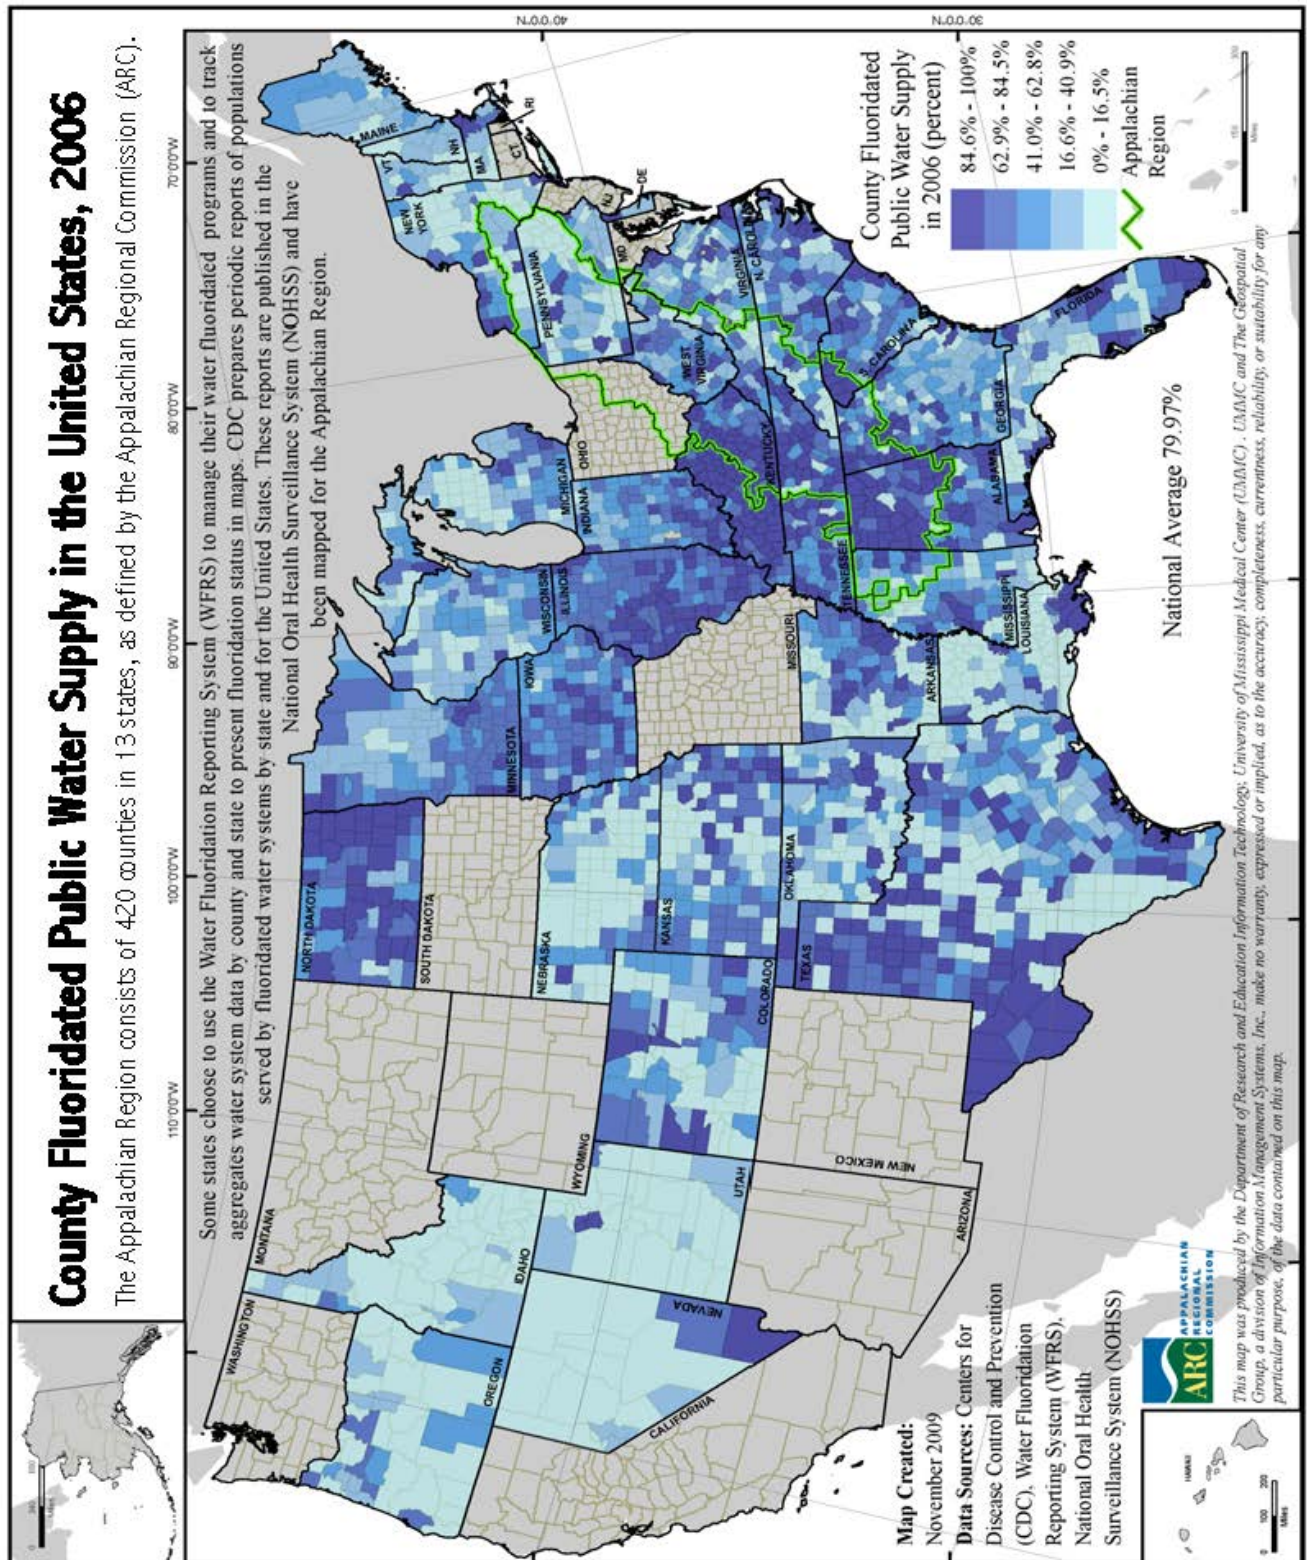 County Fluoridated Public Water Supply in the United States, 2006
The Appalachian Region consists of 420 counties in 13 states, as defined by the Appalachian Regional Commission (ARC).
Some states choose to use the Water Fluoridation Reporting System (WFRS) to manage their water fluoridated programs and to track
aggregates water system data by county and state to present fluoridation status in maps. CDC prepares periodic reports of populations
served by fluoridated water systems by state and for the United States. These reports are published in the
National Oral Health Surveillance System (NOHSS) and have
been mapped for the Appalachian Region.
110°0'0"W
100°0'0"W
90°0'0"W
80°0'0"W
70°0'0"W
40°0'0"N
30°0'0"N
WASHINGTON
MONTANA
NORTH DAKOTA
MINNESOTA
WISCONSIN
MICHIGAN
NEW
YORK
VT
NH
MAINE
MA
CT
RI
OREGON
IDAHO
WYOMING
SOUTH DAKOTA
NEBRASKA
IOWA
ILLINOIS
INDIANA
OHIO
PENNSYLVANIA
NJ
DE
MD
WEST
VIRGINIA
VIRGINIA
N. CAROLINA
S. CAROLINA
KENTUCKY
TENNESSEE
CALIFORNIA
NEVADA
UTAH
COLORADO
KANSAS
MISSOURI
ARIZONA
NEW MEXICO
OKLAHOMA
TEXAS
ARKANSAS
LOUISIANA
MISSISSIPPI
ALABAMA
GEORGIA
FLORIDA
County Fluoridated
Public Water Supply
in 2006 (percent)
84.6% - 100%
62.9% - 84.5%
41.0% - 62.8%
16.6% - 40.9%
0% - 16.5%
Appalachian
Region
National Average 79.97%
Map Created:
November 2009
Data Sources: Centers for
Disease Control and Prevention
(CDC), Water Fluoridation
Reporting System (WFRS),
National Oral Health
Surveillance System (NOHSS)
ARC
APPALACHIAN
REGIONAL
COMMISSION
HAWAII
0 100 200
Miles
0 150 300
Miles
This map was produced by the Department of Research and Education Information Technology, University of Mississippi Medical Center (UMMC). UMMC and The Geospatial
Group, a division of Information Management Systems, Inc., make no warranty, expressed or implied, as to the accuracy, completeness, currentness, reliability, or suitability for any
particular purpose, of the data contained on this map.